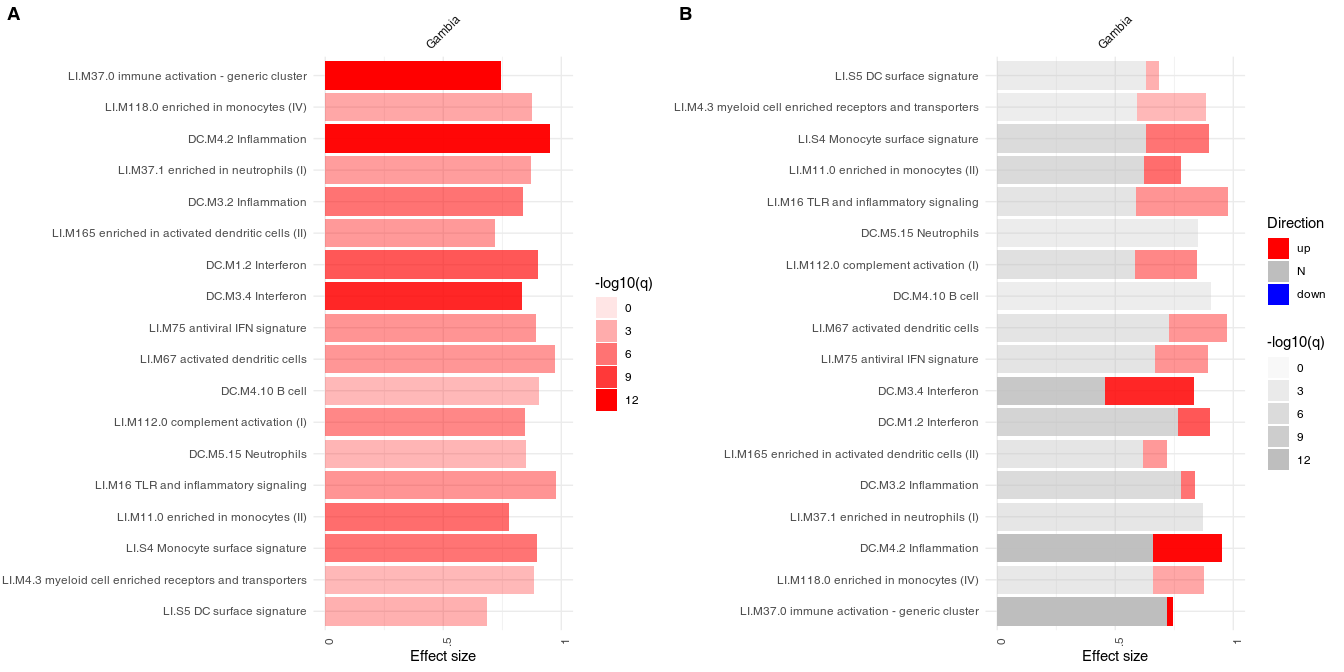 A
Gambia
LI.M37.0 immune activation - generic cluster
LI.M118.0 enriched in monocytes (IV)
DC.M4.2 Inflammation
LI.M37.1 enriched in neutrophils (I)
DC.M3.2 Inflammation
LI.M165 enriched in activated dendritic cells (II)
DC.M1.2 Interferon
DC.M3.4 Interferon
LI.M75 antiviral IFN signature
LI.M67 activated dendritic cells
DC.M4.10 B cell
LI.M112.0 complement activation (I)
DC.M5.15 Neutrophils
LI.M16 TLR and inflammatory signaling
LI.M11.0 enriched in monocytes (II)
LI.S4 Monocyte surface signature
LI.M4.3 myeloid cell enriched receptors and transporters
LI.S5 DC surface signature
0 .5 1
Effect size
-log10(q)
0
3
6
9
12
B
Gambia
LI.S5 DC surface signature
LI.M4.3 myeloid cell enriched receptors and transporters
LI.S4 Monocyte surface signature
LI.M11.0 enriched in monocytes (II)
LI.M16 TLR and inflammatory signaling
DC.M5.15 Neutrophils
LI.M112.0 complement activation (I)
DC.M4.10 B cell
LI.M67 activated dendritic cells
LI.M75 antiviral IFN signature
DC.M3.4 Interferon
DC.M1.2 Interferon
LI.M165 enriched in activated dendritic cells (II)
DC.M3.2 Inflammation
LI.M37.1 enriched in neutrophils (I)
DC.M4.2 Inflammation
LI.M118.0 enriched in monocytes (IV)
LI.M37.0 immune activation - generic cluster
0 .5 1
Effect size
Direction
up
N
down
-log10(q)
0
3
6
9
12